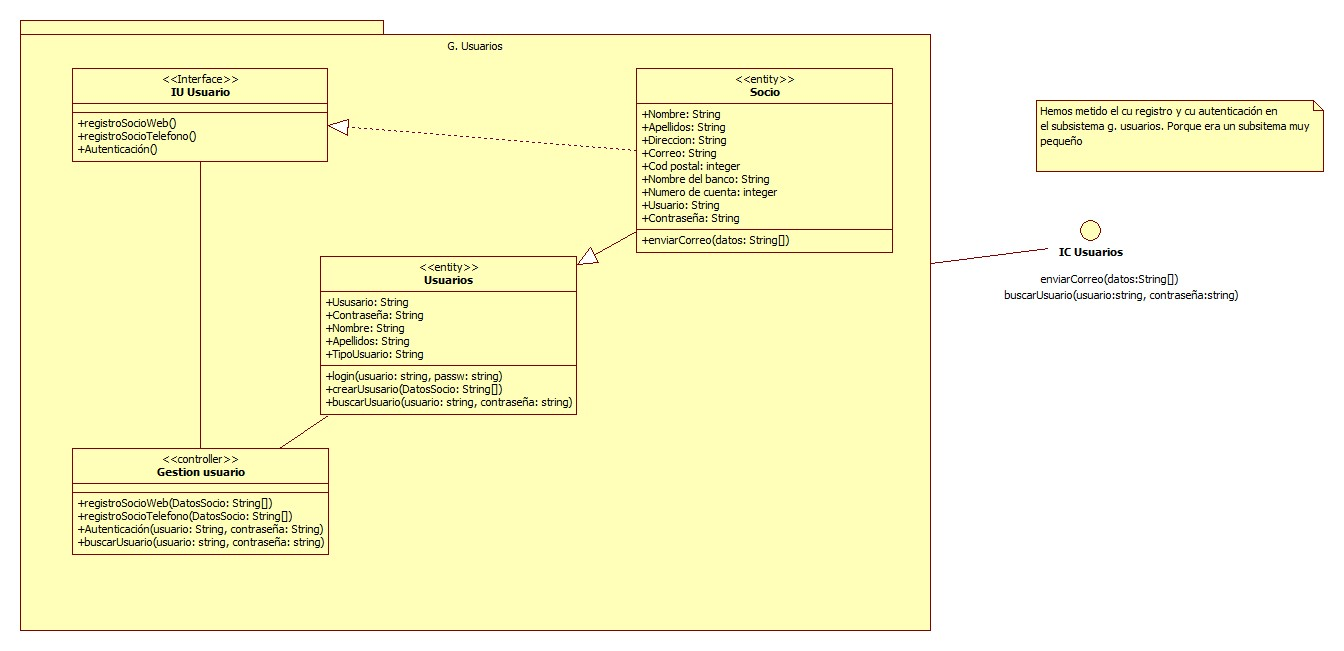 G. Usuarios
<<Interface>>
IU Usuario
+registroSocioWeb()
+registroSocioTelefono()
+Autenticación()
<<entity>>
Socio
+Nombre: String
+Apellidos: String
+Direccion: String
+Correo: String
+Cod postal: integer
+Nombre del banco: String
+Numero de cuenta: integer
+Usuario: String
+Contraseña: String
+enviarCorreo(datos: String[])
<<entity>>
Usuarios
+Ususario: String
+Contraseña: String
+Nombre: String
+Apellidos: String
+TipoUsuario: String
+login(usuario: string, passw: string)
+crearUsusario(DatosSocio: String[])
+buscarUsuario(usuario: string, contraseña: string)
<<controller>>
Gestion usuario
+registroSocioWeb(DatosSocio: String[])
+registroSocioTelefono(DatosSocio: String[])
+Autenticación(usuario: String, contraseña: String)
+buscarUsuario(usuario: string, contraseña: string)
Hemos metido el cu registro y cu autenticación en
el subsistema g. usuarios. Porque era un subsitema muy
pequeño
IC Usuarios
enviarCorreo(datos:String[])
buscarUsuario(usuario:string, contraseña:string)